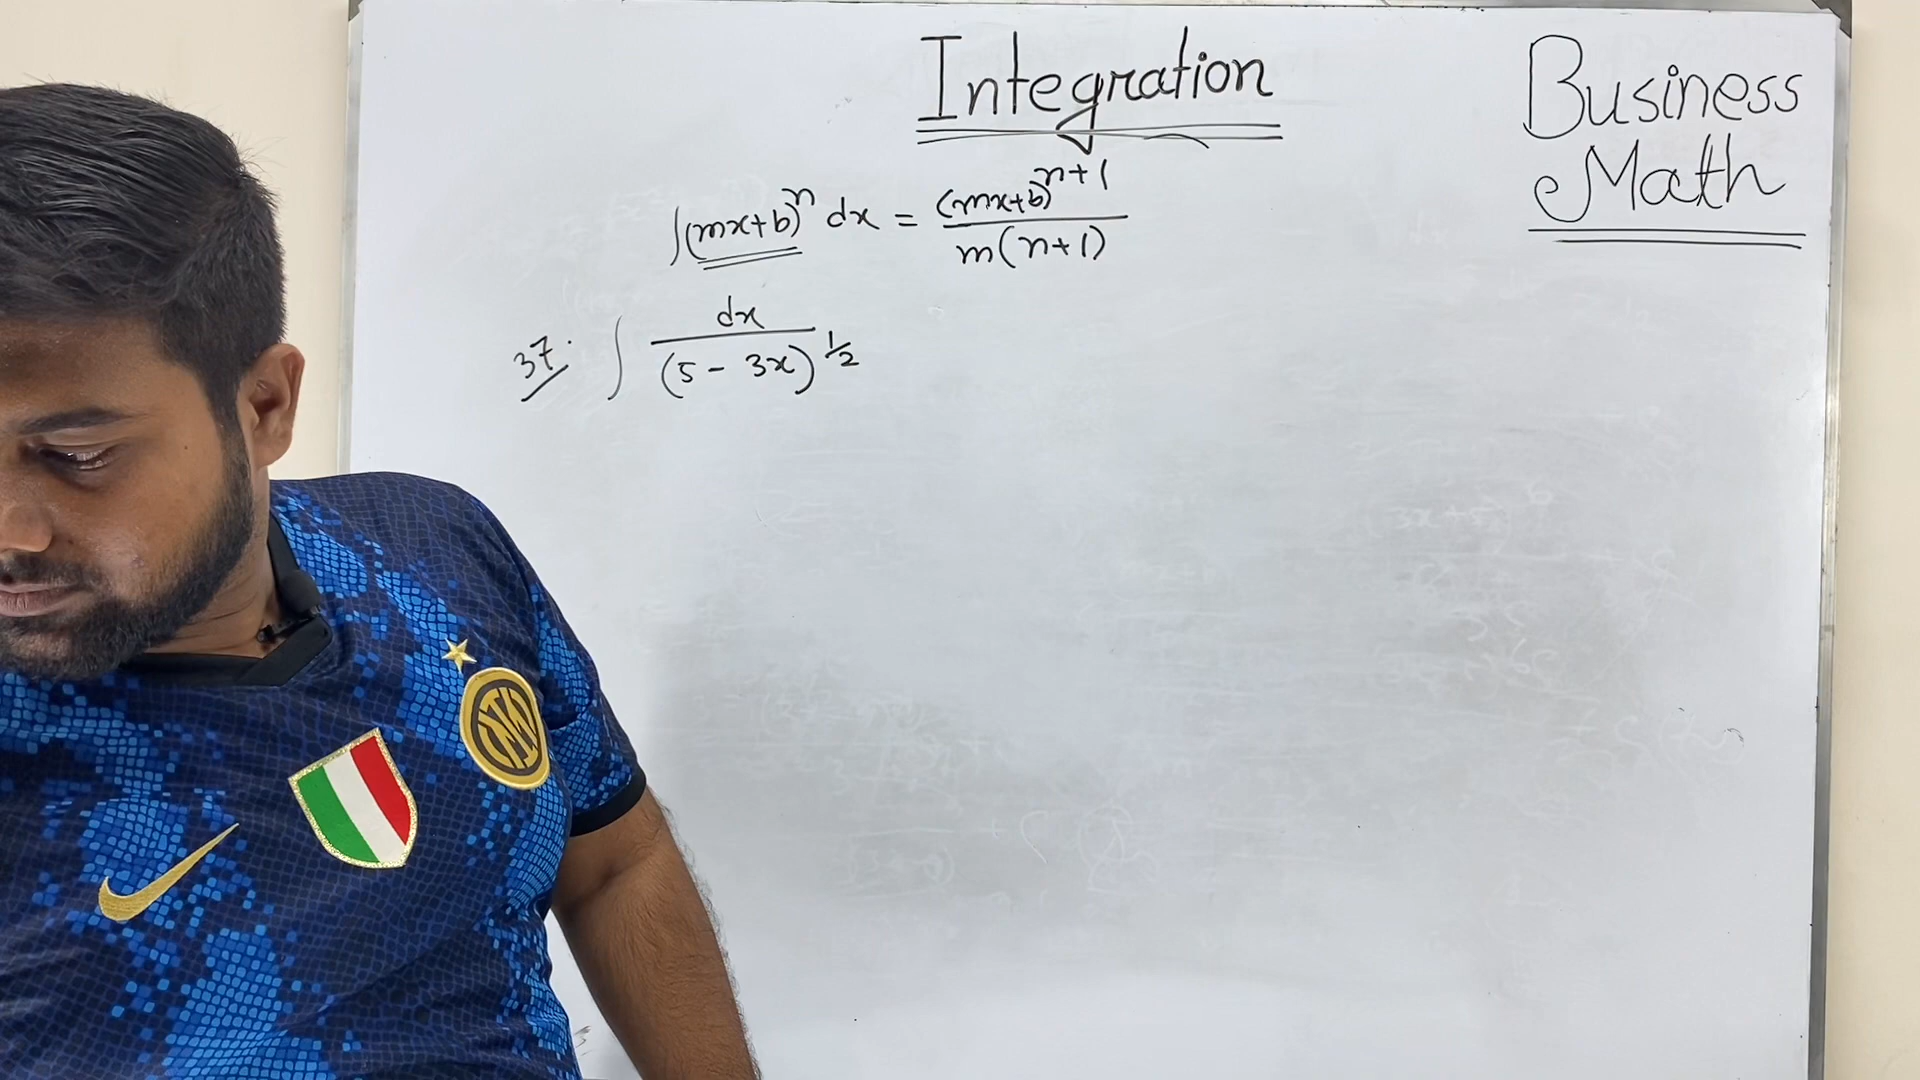 Integration
Business
Math
∫(mx+b)^n dx = (mx+b)^(n+1) / m(n+1)
37. ∫ dx / (5 - 3x)^(1/2)